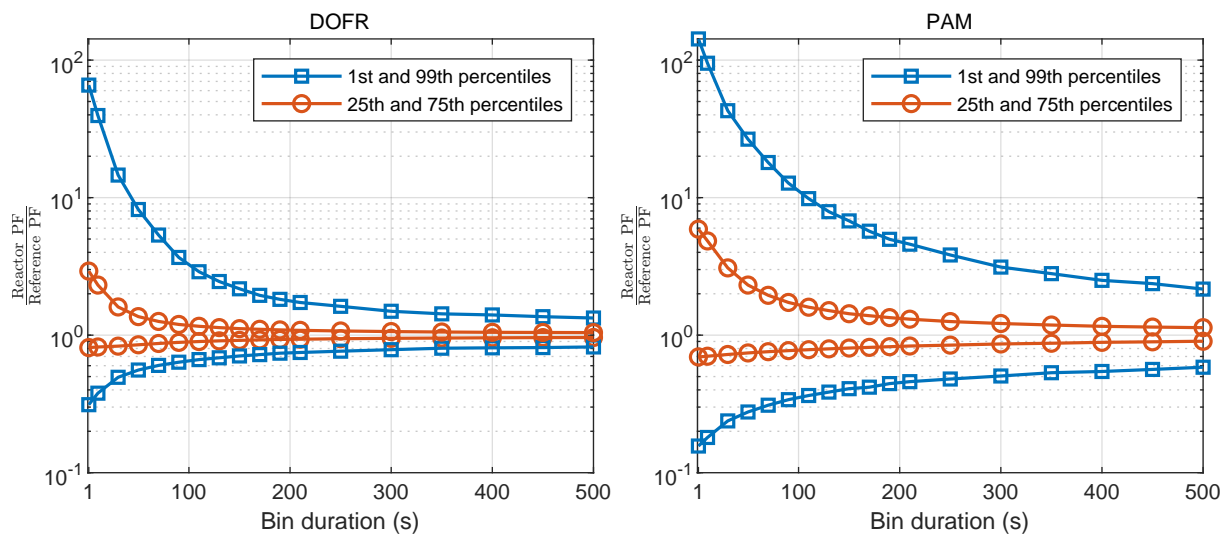 DOFR
10^2
10^1
10^0
10^-1
Reactor PF
Reference PF
1st and 99th percentiles
25th and 75th percentiles
1 100 200 300 400 500
Bin duration (s)
PAM
10^2
10^1
10^0
10^-1
Reactor PF
Reference PF
1st and 99th percentiles
25th and 75th percentiles
1 100 200 300 400 500
Bin duration (s)